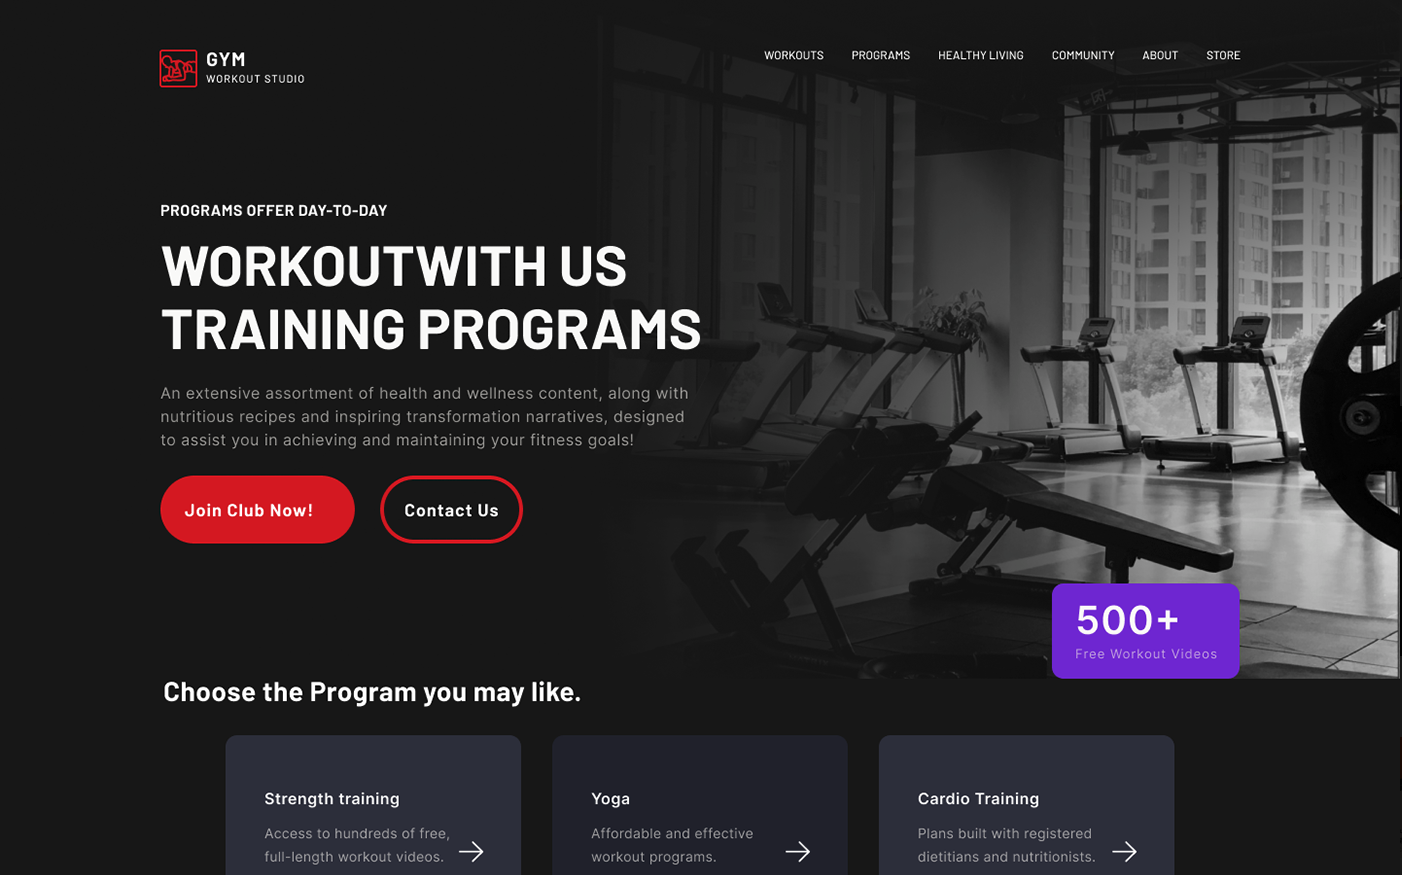 GYM
WORKOUT STUDIO
WORKOUTS PROGRAMS HEALTHY LIVING COMMUNITY ABOUT STORE
PROGRAMS OFFER DAY-TO-DAY
WORKOUTWITH US
TRAINING PROGRAMS
An extensive assortment of health and wellness content, along with
nutritious recipes and inspiring transformation narratives, designed
to assist you in achieving and maintaining your fitness goals!
Join Club Now! Contact Us
500+
Free Workout Videos
Choose the Program you may like.
Strength training
Access to hundreds of free,
full-length workout videos.
Yoga
Affordable and effective
workout programs.
Cardio Training
Plans built with registered
dietitians and nutritionists.